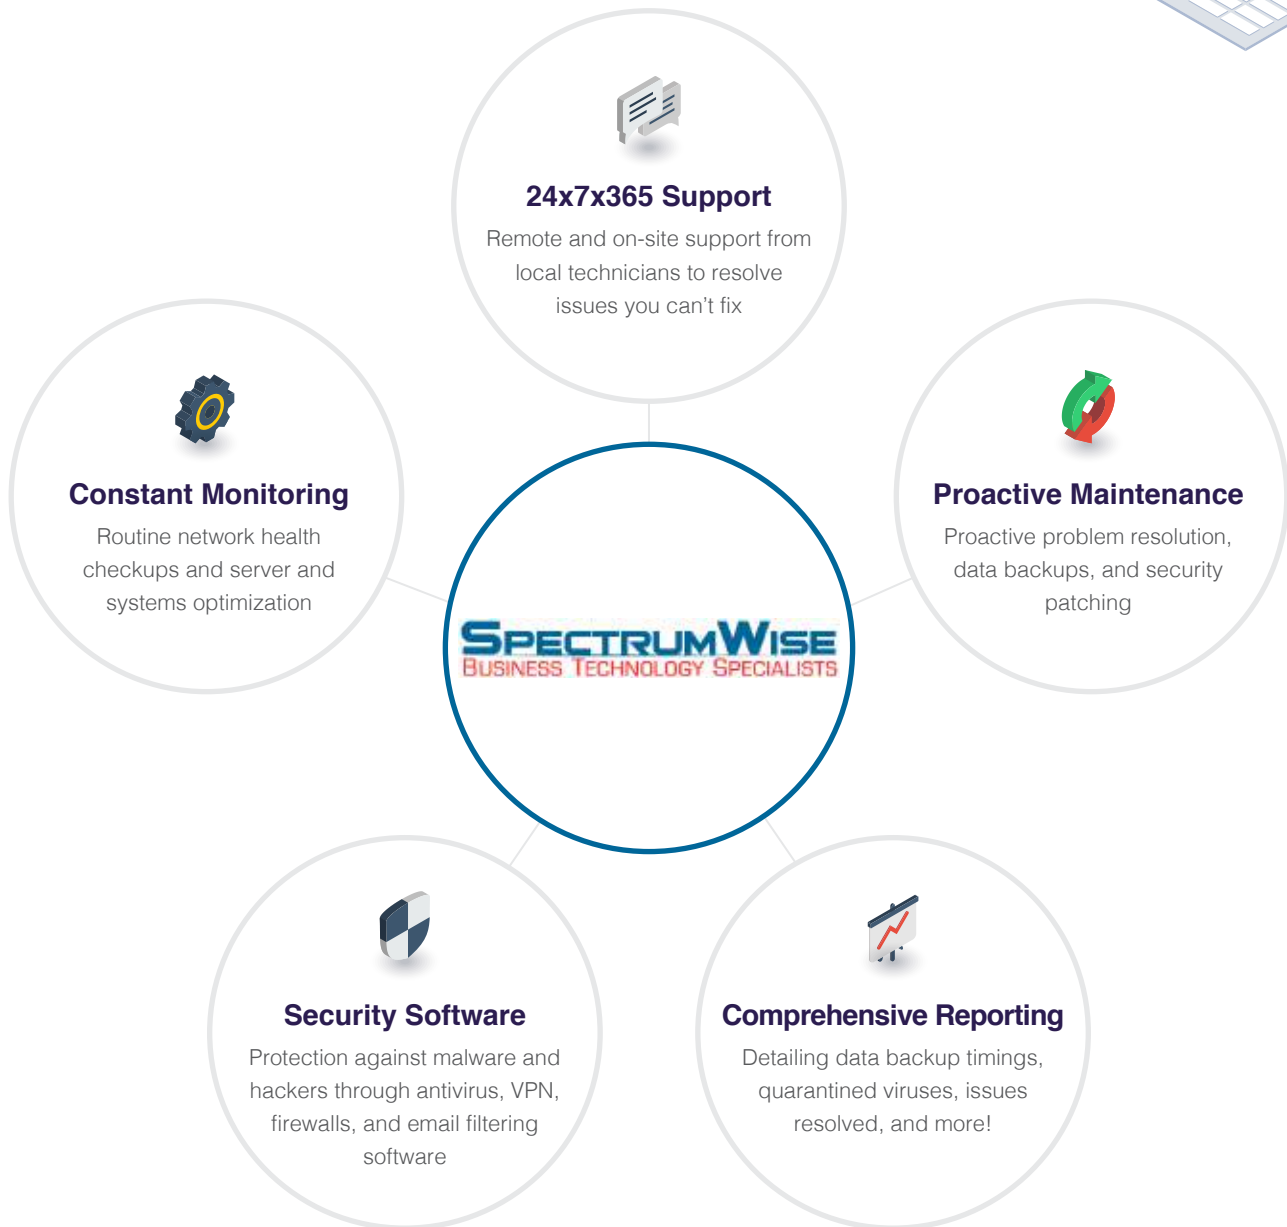 24x7x365 Support
Remote and on-site support from
local technicians to resolve
issues you can’t fix
Constant Monitoring
Routine network health
checkups and server and
systems optimization
Proactive Maintenance
Proactive problem resolution,
data backups, and security
patching
SPECTRUMWISE
BUSINESS TECHNOLOGY SPECIALISTS
Security Software
Protection against malware and
hackers through antivirus, VPN,
firewalls, and email filtering
software
Comprehensive Reporting
Detailing data backup timings,
quarantined viruses, issues
resolved, and more!